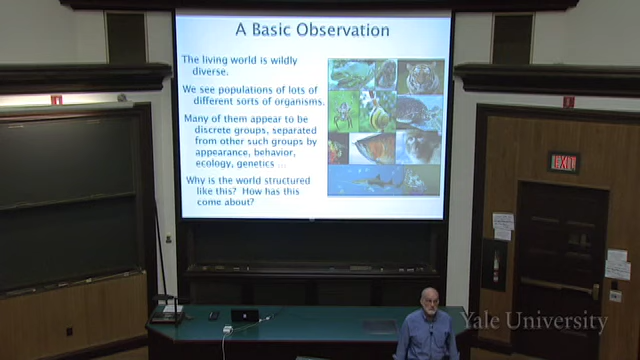 A Basic Observation
The living world is wildly
diverse.
We see populations of lots of
different sorts of organisms.
Many of them appear to be
discrete groups, separated
from other such groups by
appearance, behavior,
ecology, genetics ...
Why is the world structured
like this? How has this
come about?
EXIT
Yale University